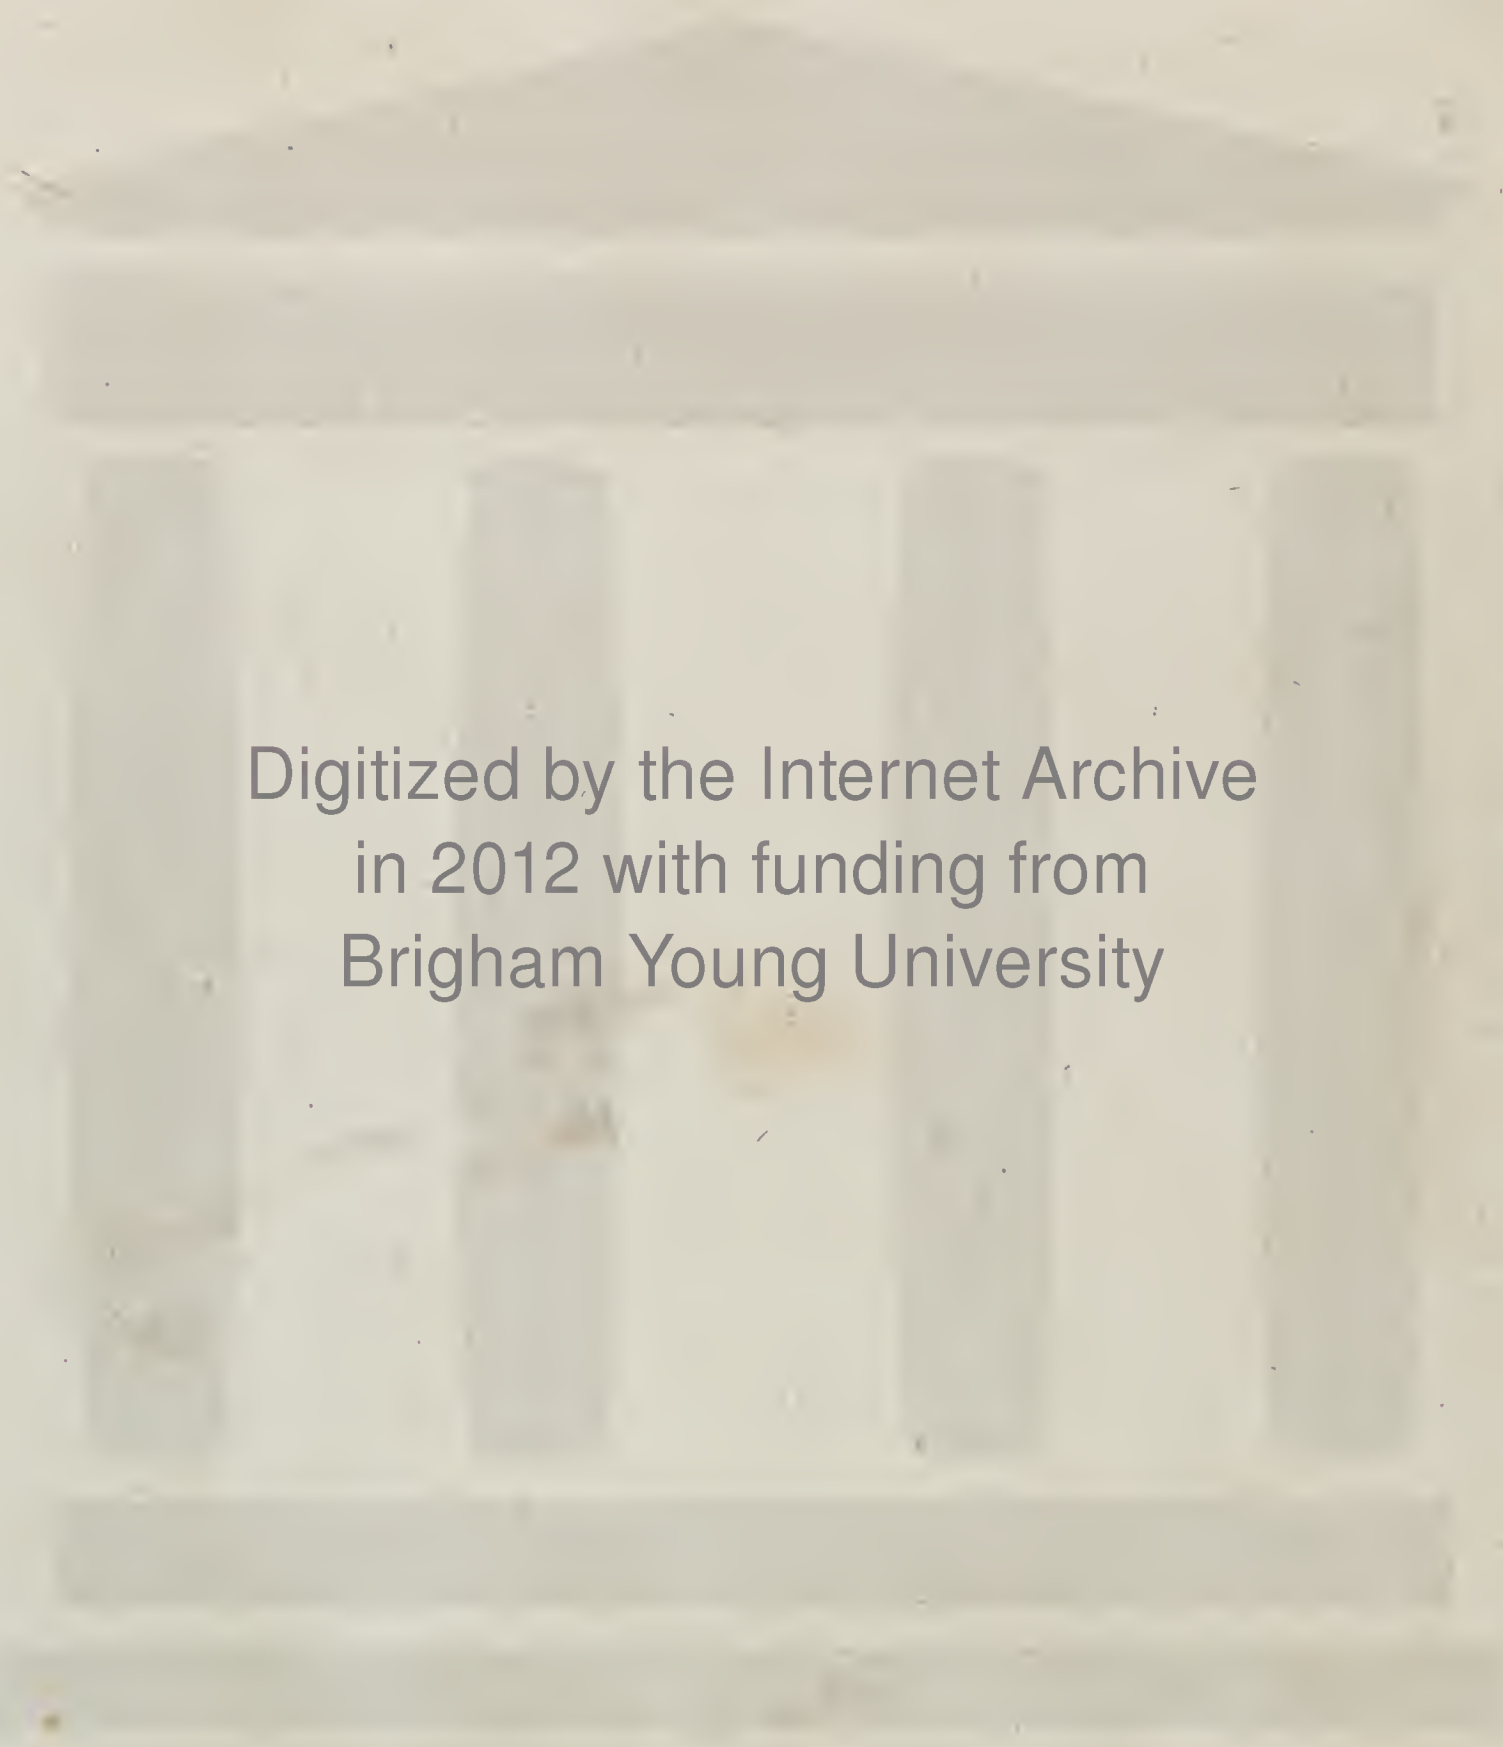 Digitized by the Internet Archive
in 2012 with funding from
Brigham Young University